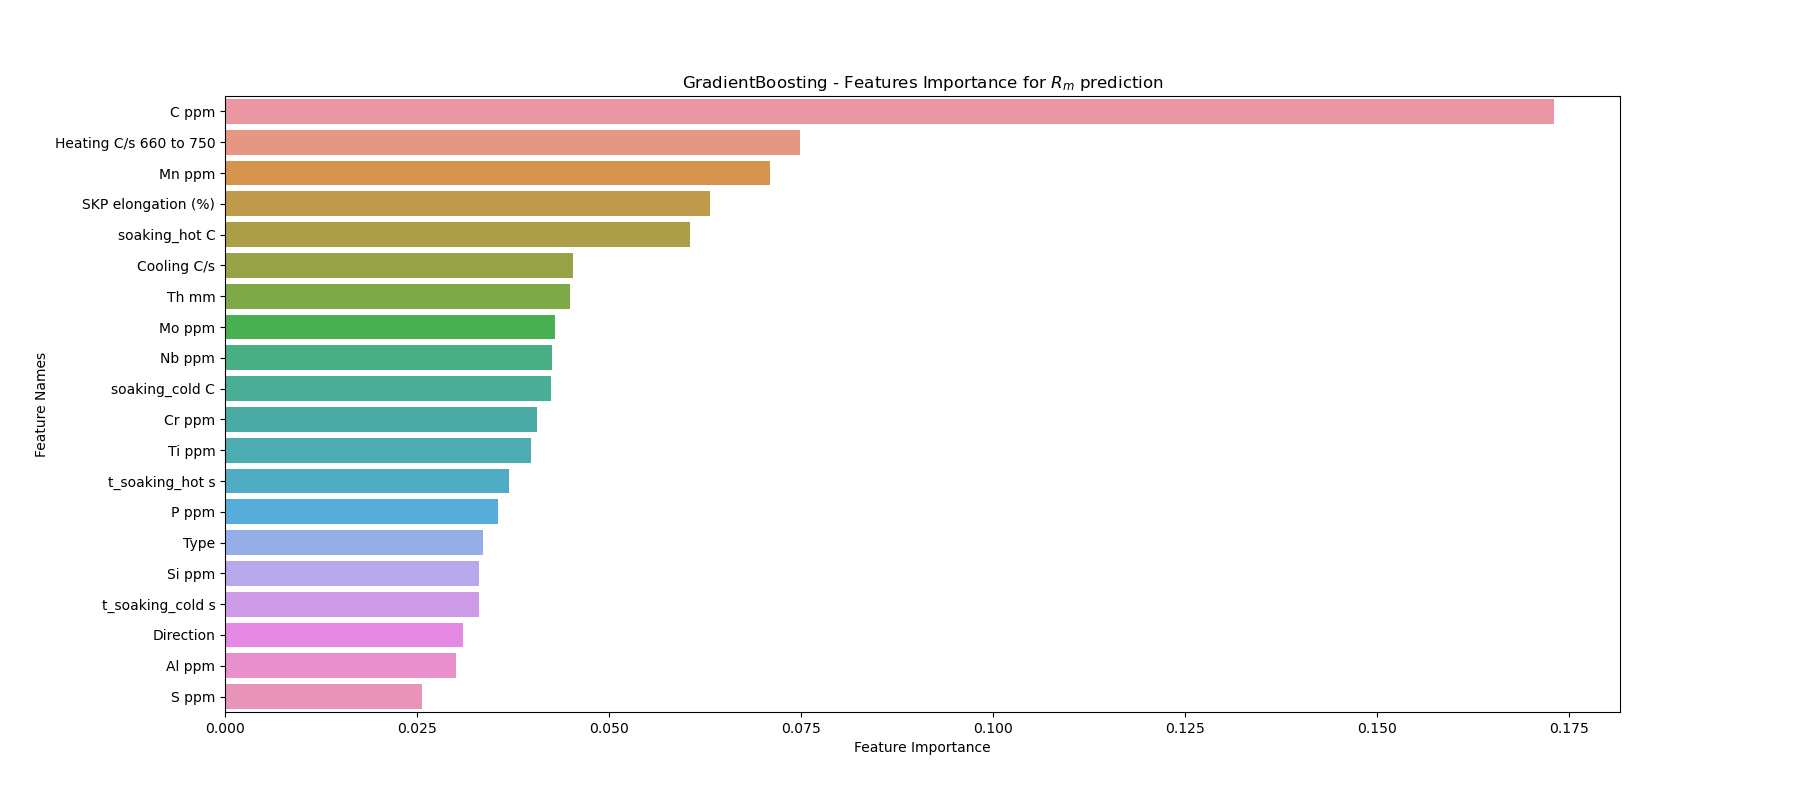 GradientBoosting - Features Importance for Rm prediction
C ppm
Heating C/s 660 to 750
Mn ppm
SKP elongation (%)
soaking_hot C
Cooling C/s
Th mm
Mo ppm
Nb ppm
soaking_cold C
Cr ppm
Ti ppm
t_soaking_hot s
P ppm
Type
Si ppm
t_soaking_cold s
Direction
Al ppm
S ppm
Feature Names
0.000 0.025 0.050 0.075 0.100 0.125 0.150 0.175
Feature Importance